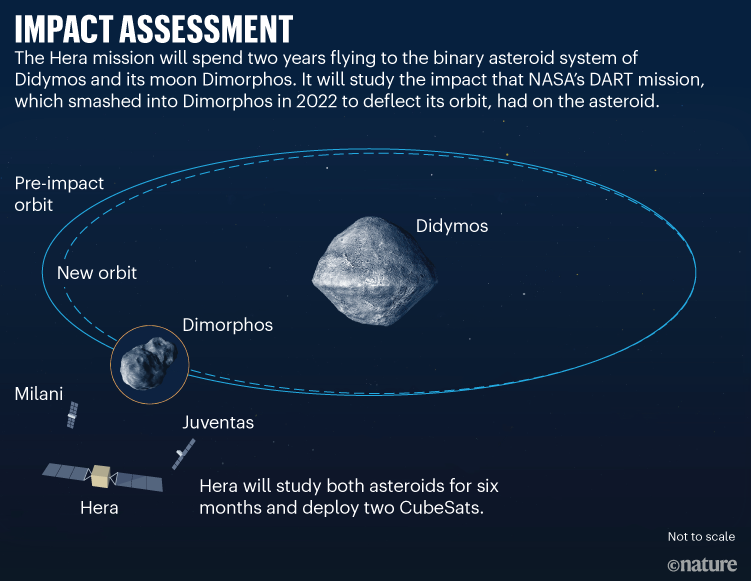 IMPACT ASSESSMENT
The Hera mission will spend two years flying to the binary asteroid system of
Didymos and its moon Dimorphos. It will study the impact that NASA’s DART mission,
which smashed into Dimorphos in 2022 to deflect its orbit, had on the asteroid.
Pre-impact
orbit
Didymos
New orbit
Dimorphos
Milani
Juventas
Hera will study both asteroids for six
months and deploy two CubeSats.
Hera
Not to scale
©nature